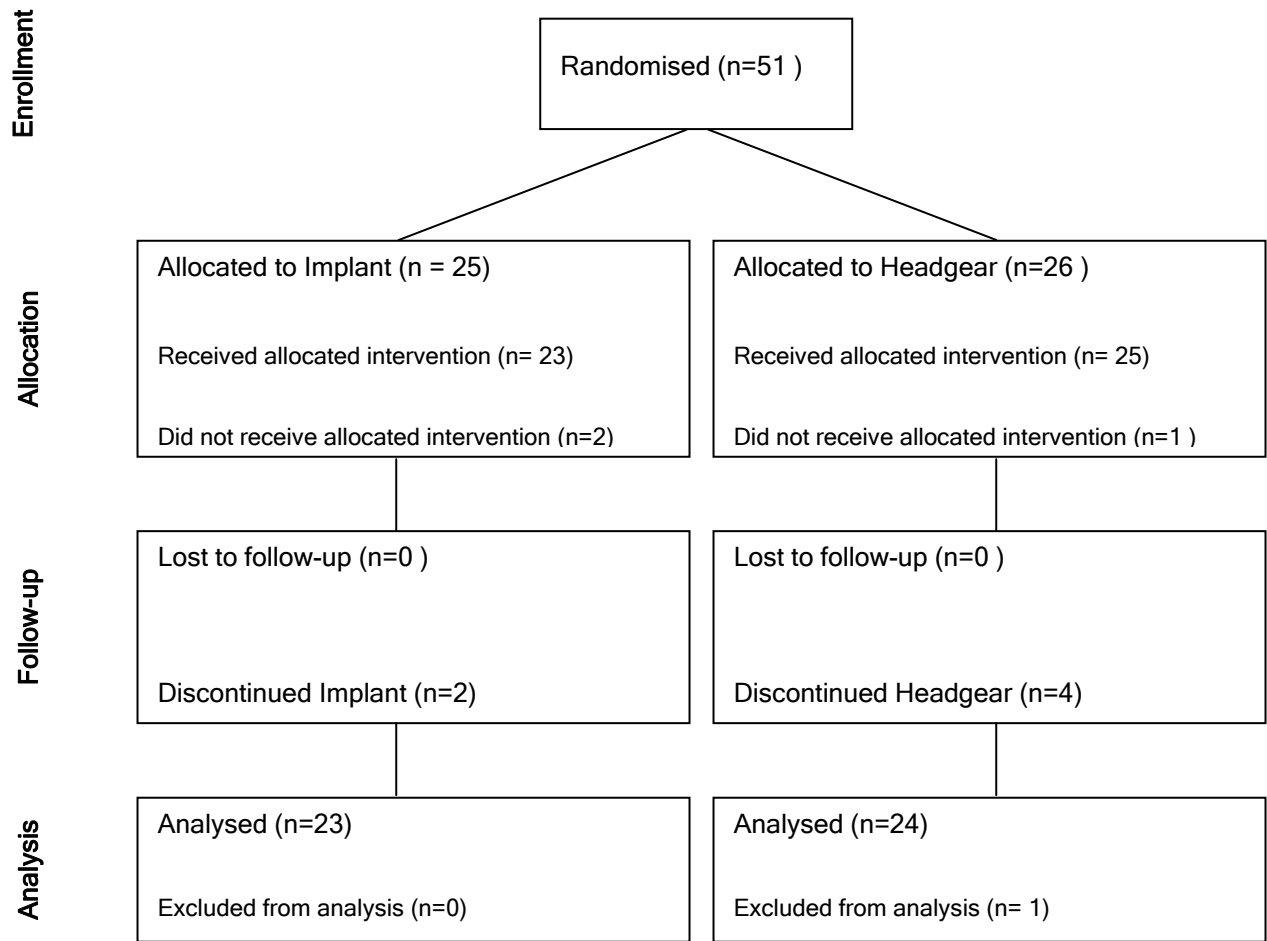 Enrollment
Randomised (n=51 )
Allocation
Allocated to Implant (n = 25)
Received allocated intervention (n= 23)
Did not receive allocated intervention (n=2)
Allocated to Headgear (n=26 )
Received allocated intervention (n= 25)
Did not receive allocated intervention (n=1 )
Follow-up
Lost to follow-up (n=0 )
Discontinued Implant (n=2)
Lost to follow-up (n=0 )
Discontinued Headgear (n=4)
Analysis
Analysed (n=23)
Excluded from analysis (n=0)
Analysed (n=24)
Excluded from analysis (n= 1)